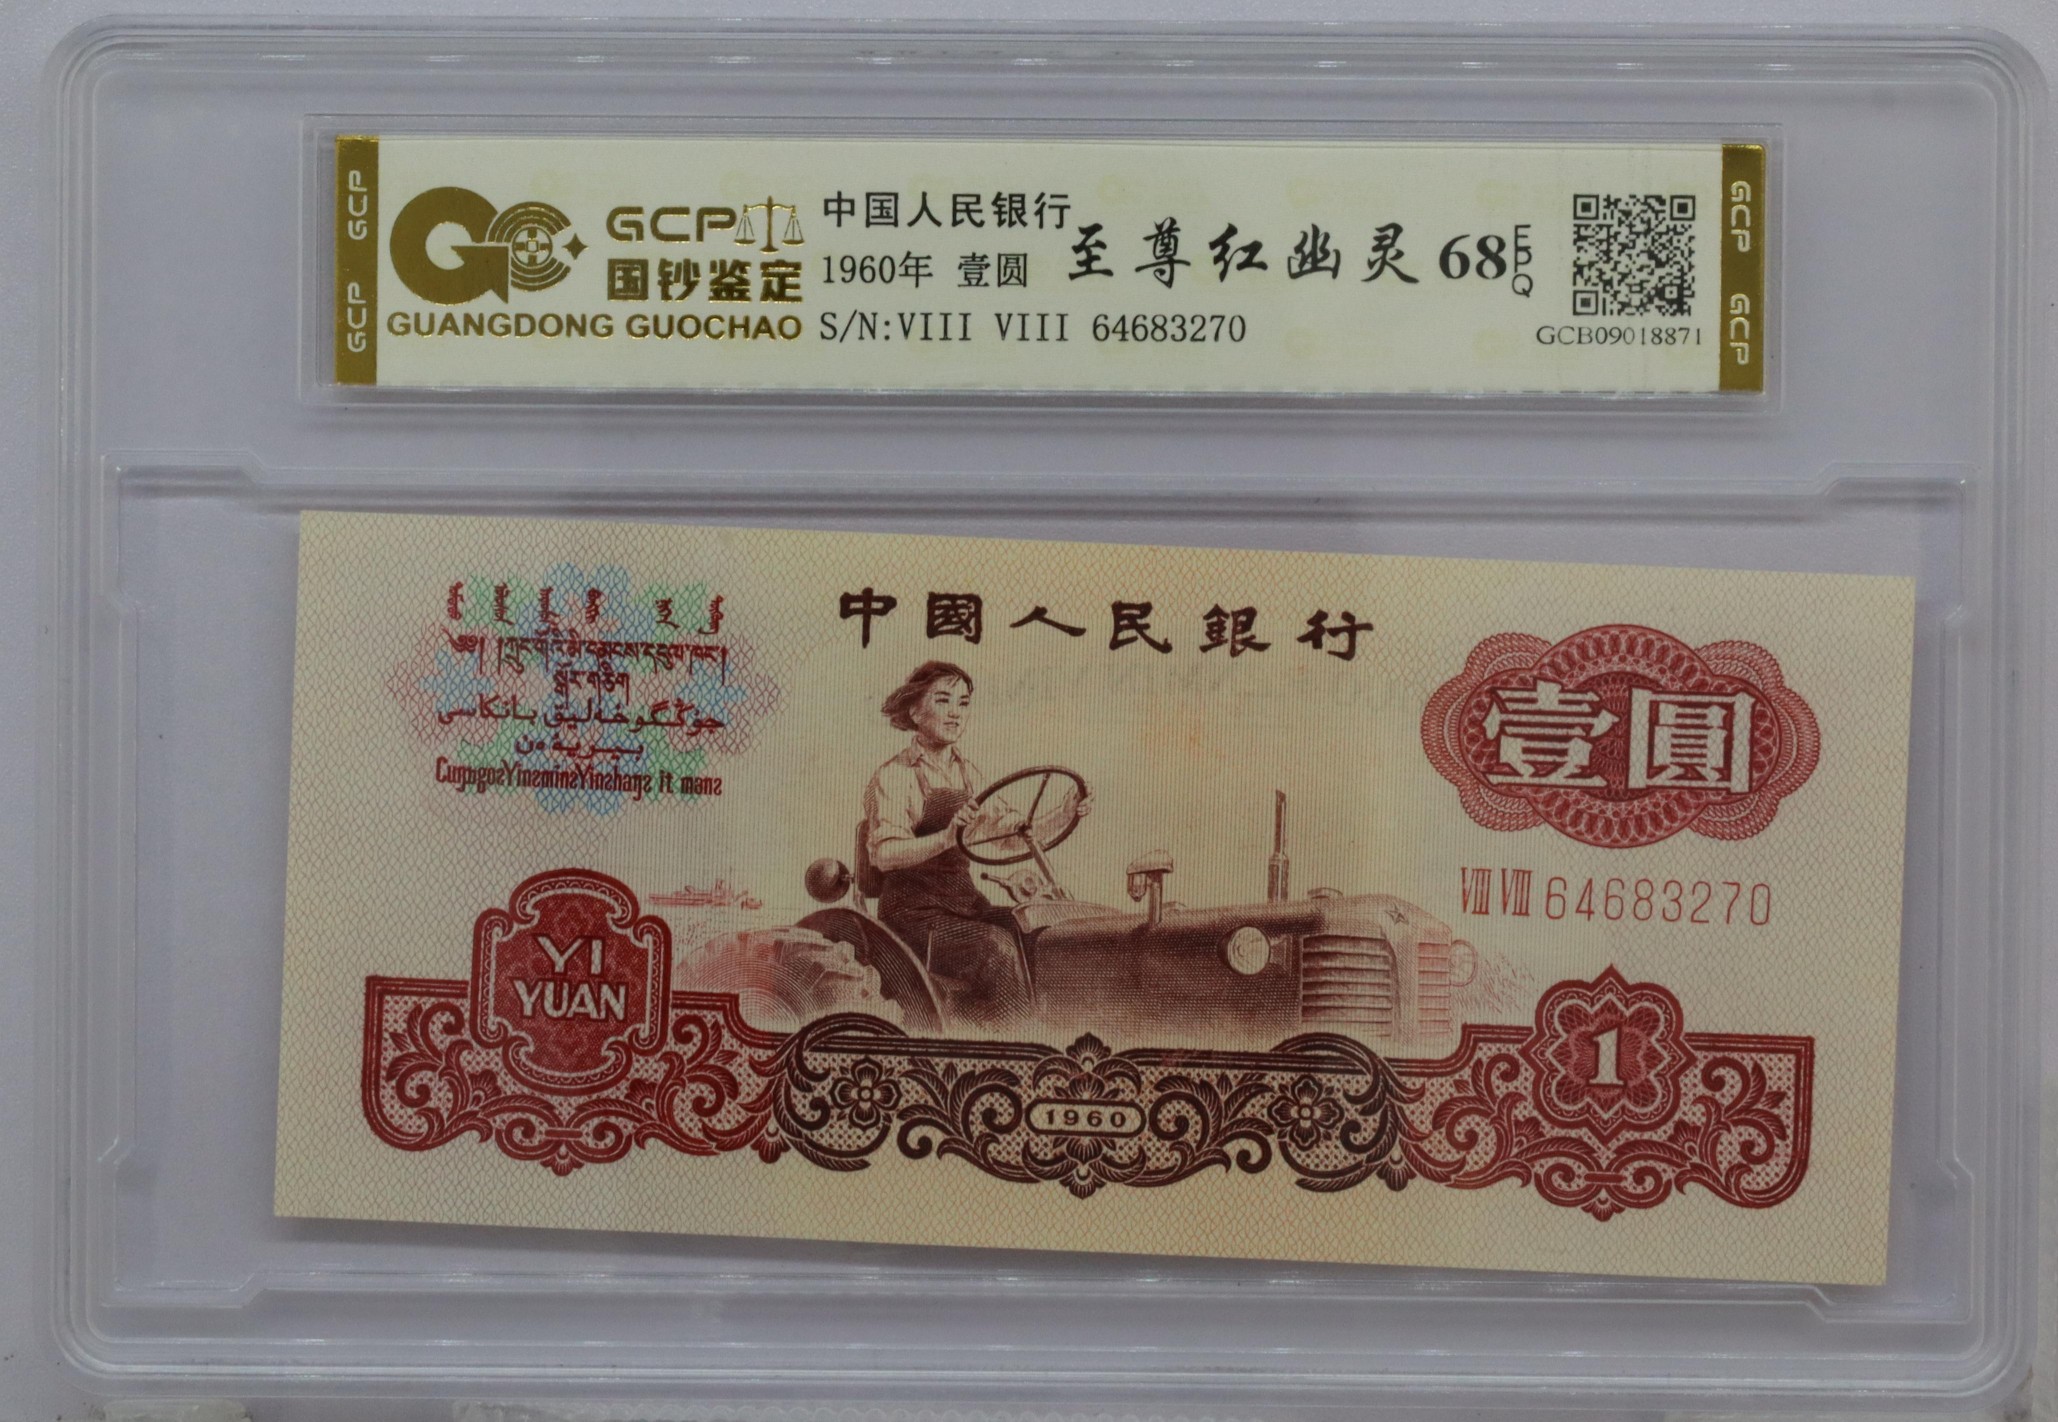 GCP GCP
GCP
国钞鉴定
GUANGDONG GUOCHAO
中国人民银行
1960年 壹圆
S/N:VIII VIII 64683270
至尊红幽灵 68
EPQ
GCB09018871
GCP GCP
中國人民銀行
壹圓
VIII VIII 64683270
YI
YUAN
1960
1